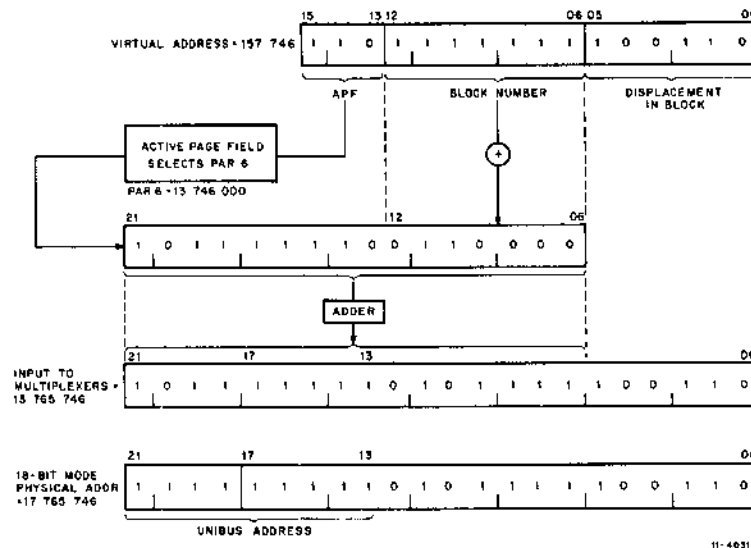 15 13 12 06 05 0
VIRTUAL ADDRESS = 157 746 1 1 0 1 1 1 1 1 1 1 1 0 0 1 1 0
APF BLOCK NUMBER DISPLACEMENT
IN BLOCK
ACTIVE PAGE FIELD
SELECTS PAR 6
+
PAR 6 = 13 746 000
21 12 06
1 0 1 1 1 1 1 1 0 0 1 1 0 0 0 0
ADDER
21 17 13 0
INPUT TO
MULTIPLEXERS =
13 765 746
1 0 1 1 1 1 1 1 1 0 1 0 1 1 1 1 1 0 0 1 1 0
21 17 13 0
18-BIT MODE
PHYSICAL ADDR
=17 765 746
1 1 1 1 1 1 1 1 1 0 1 0 1 1 1 1 1 0 0 1 1 0
UNIBUS ADDRESS
11-4031